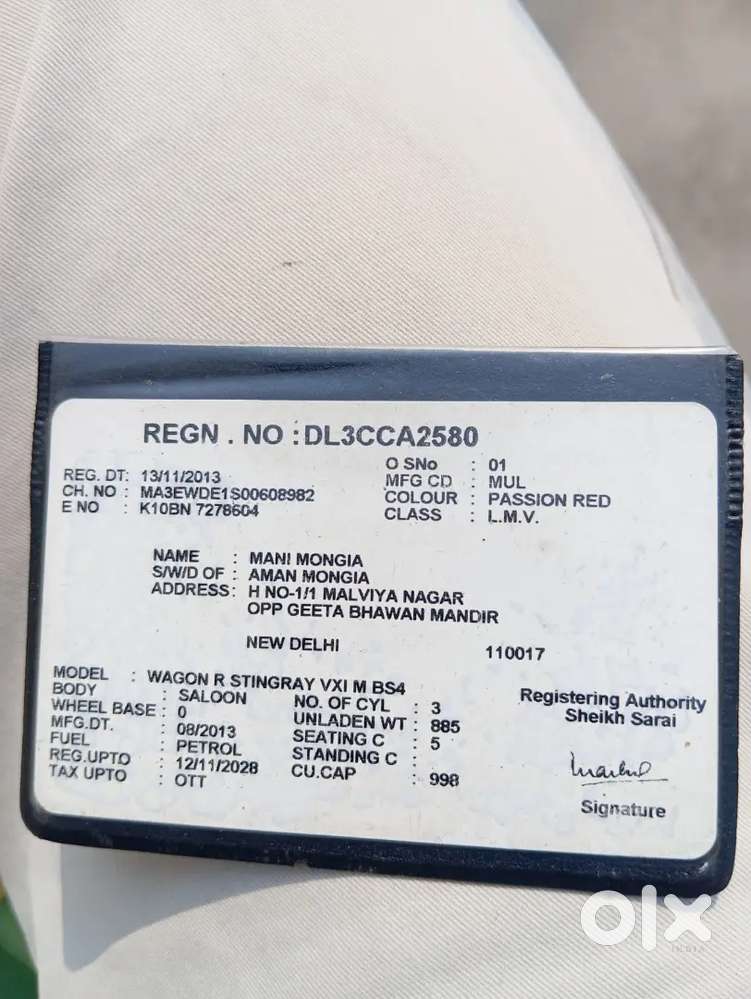 REGN . NO : DL3CCA2580
REG. DT: 13/11/2013
CH. NO : MA3EWDE1S00608982
E NO : K10BN 7278604
O SNo : 01
MFG CD : MUL
COLOUR : PASSION RED
CLASS : L.M.V.
NAME : MANI MONGIA
S/W/D OF : AMAN MONGIA
ADDRESS: H NO-1/1 MALVIYA NAGAR
OPP GEETA BHAWAN MANDIR
NEW DELHI 110017
MODEL : WAGON R STINGRAY VXI M BS4
BODY : SALOON
WHEEL BASE : 0
MFG.DT. : 08/2013
FUEL : PETROL
REG.UPTO : 12/11/2028
TAX UPTO : OTT
NO. OF CYL : 3
UNLADEN WT : 885
SEATING C : 5
STANDING C :
CU.CAP : 998
Registering Authority
Sheikh Sarai
Signature
olx
INDIA